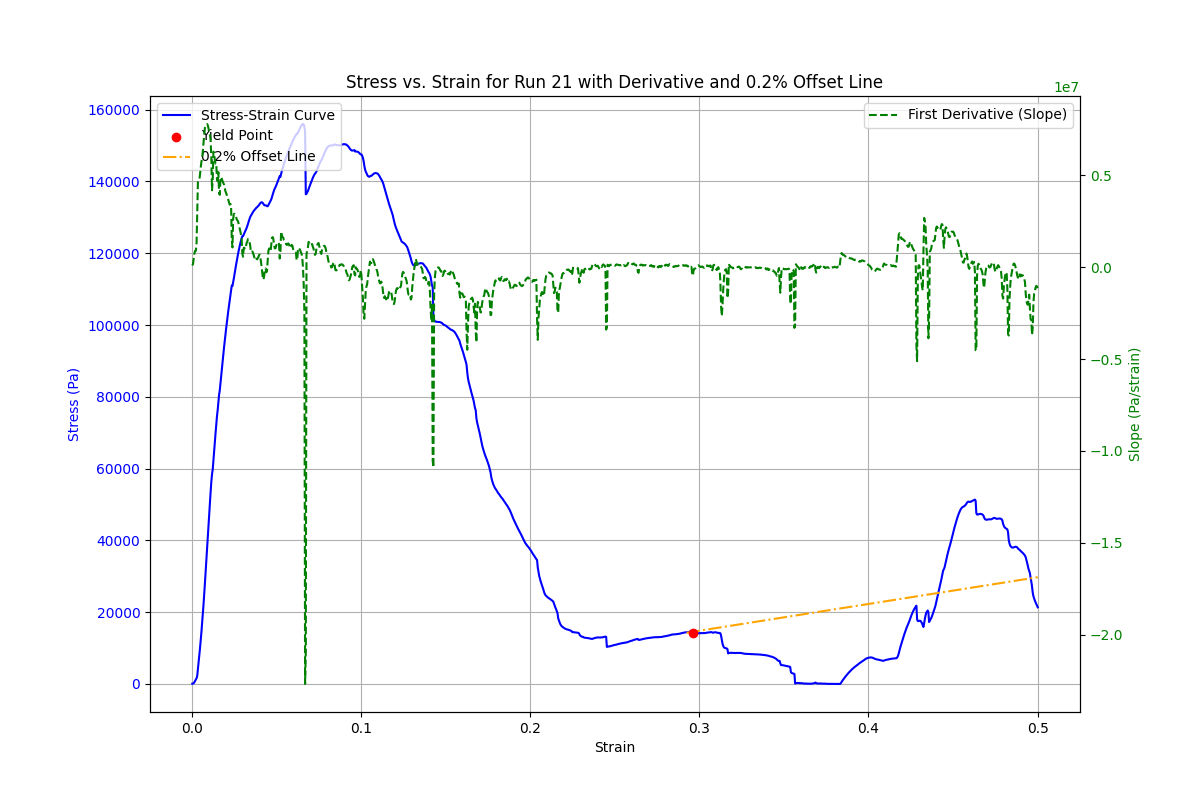 Stress vs. Strain for Run 21 with Derivative and 0.2% Offset Line
1e7
Stress-Strain Curve
Yield Point
0.2% Offset Line
First Derivative (Slope)
160000
140000
120000
100000
80000
60000
40000
20000
0
Stress (Pa)
0.5
0.0
−0.5
−1.0
−1.5
−2.0
Slope (Pa/strain)
0.0 0.1 0.2 0.3 0.4 0.5
Strain